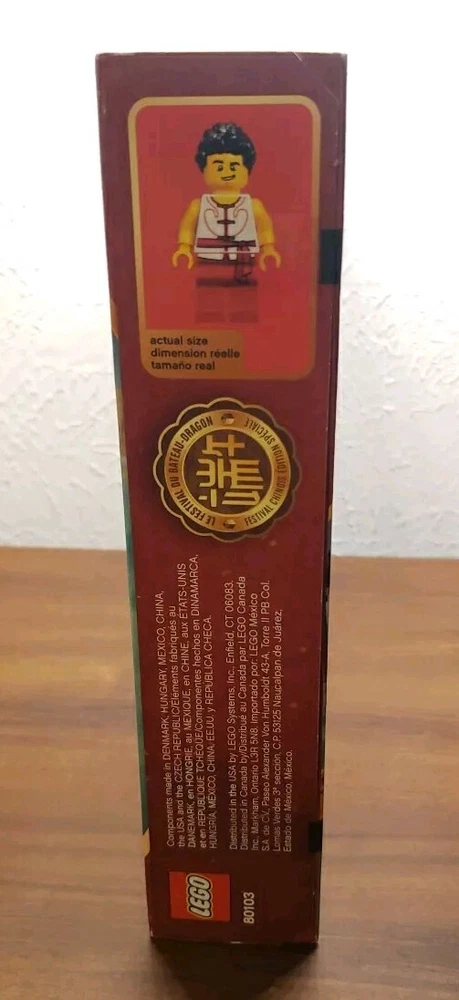 actual size
dimension réelle
tamaño real
LE FESTIVAL DU BATEAU-DRAGON
FESTIVAL CHINOIS ÉDITION SPÉCIALE
Components made in DENMARK, HUNGARY, MEXICO, CHINA,
the USA and the CZECH REPUBLIC/Éléments fabriqués au
DANEMARK, en HONGRIE, au MEXIQUE, en CHINE, aux ÉTATS-UNIS
et en RÉPUBLIQUE TCHÈQUE/Componentes hechos en DINAMARCA,
HUNGRÍA, MÉXICO, CHINA, EEUU y REPÚBLICA CHECA.
Distributed in the USA by LEGO Systems, Inc., Enfield, CT 06083.
Distributed in Canada by/Distribué au Canada par LEGO Canada
Inc. Markham, Ontario L3R 5N8. Importado por: LEGO México
S.A. de C.V., Paseo Alexander Von Humboldt 43-A, Torre II PB Col.
Lomas Verdes 3ª sección, C.P. 53125 Naucalpan de Juárez,
Estado de México, México.
LEGO
80103